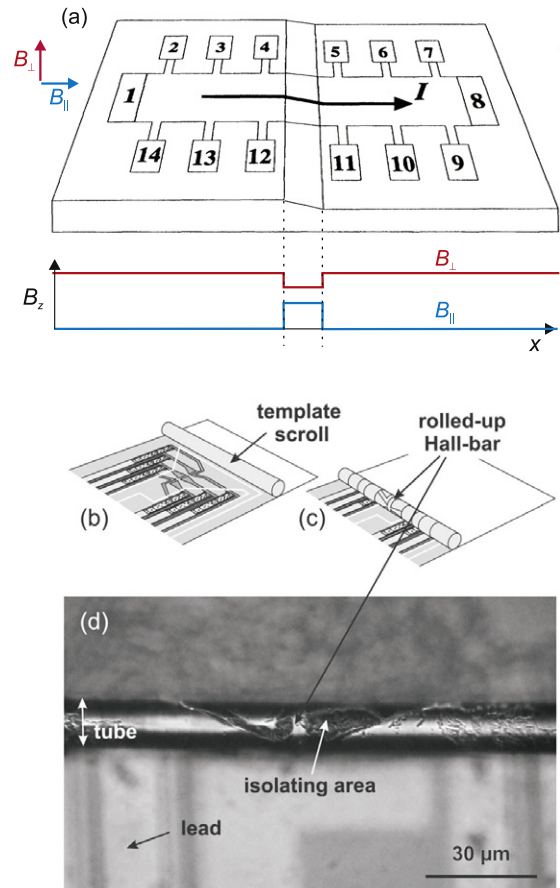 (a)
B⊥
B||
2 3 4 5 6 7
1 I 8
14 13 12 11 10 9
B⊥
B_z B||
x
template
scroll
rolled-up
Hall-bar
(b) (c)
(d)
tube
isolating area
lead
30 µm